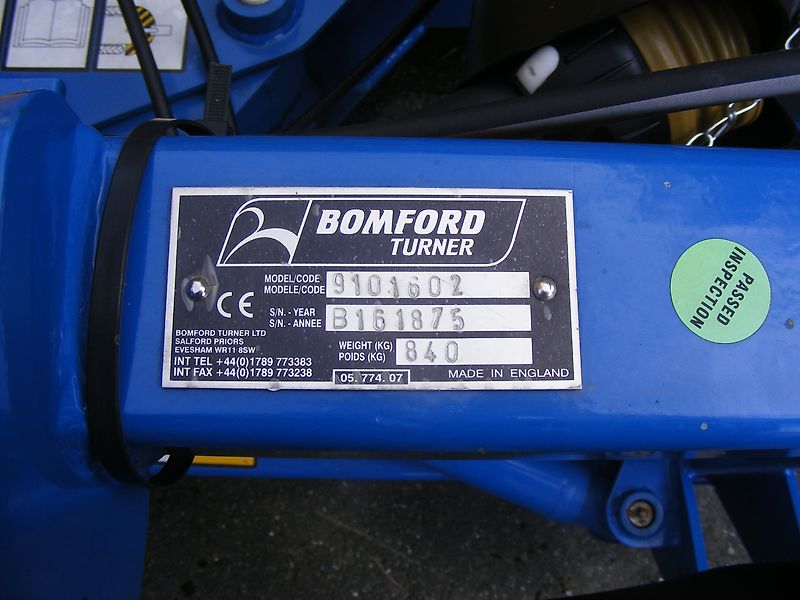 BOMFORD
TURNER
MODEL/CODE
MODELE/CODE
9101602
S/N. - YEAR
S/N. - ANNEE
B161875
BOMFORD TURNER LTD
SALFORD PRIORS
EVESHAM WR11 8SW
INT TEL +44(0)1789 773383
INT FAX +44(0)1789 773238
WEIGHT (KG)
POIDS (KG)
840
05. 774. 07
MADE IN ENGLAND
CE
PASSED
INSPECTION